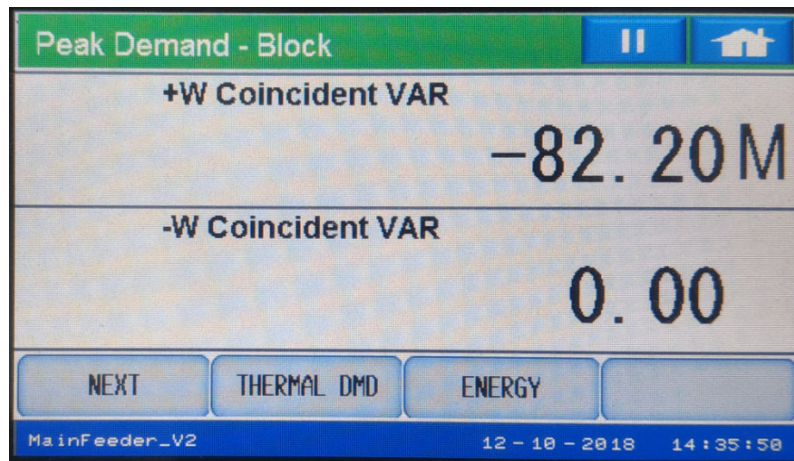 Peak Demand - Block
+W Coincident VAR
-82.20M
-W Coincident VAR
0.00
NEXT THERMAL DMD ENERGY
MainFeeder_V2 12-10-2018 14:35:50